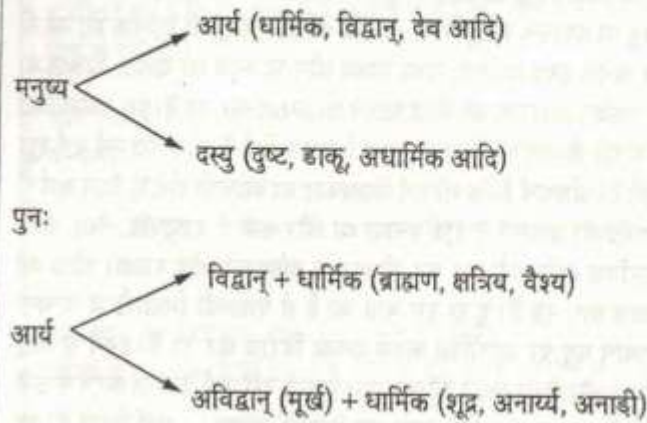 आर्य (धार्मिक, विद्वान्, देव आदि)
मनुष्य
दस्यु (दुष्ट, डाकू, अधार्मिक आदि)
पुनः
विद्वान् + धार्मिक (ब्राह्मण, क्षत्रिय, वैश्य)
आर्य
अविद्वान् (मूर्ख) + धार्मिक (शूद्र, अनार्य्य, अनाड़ी)